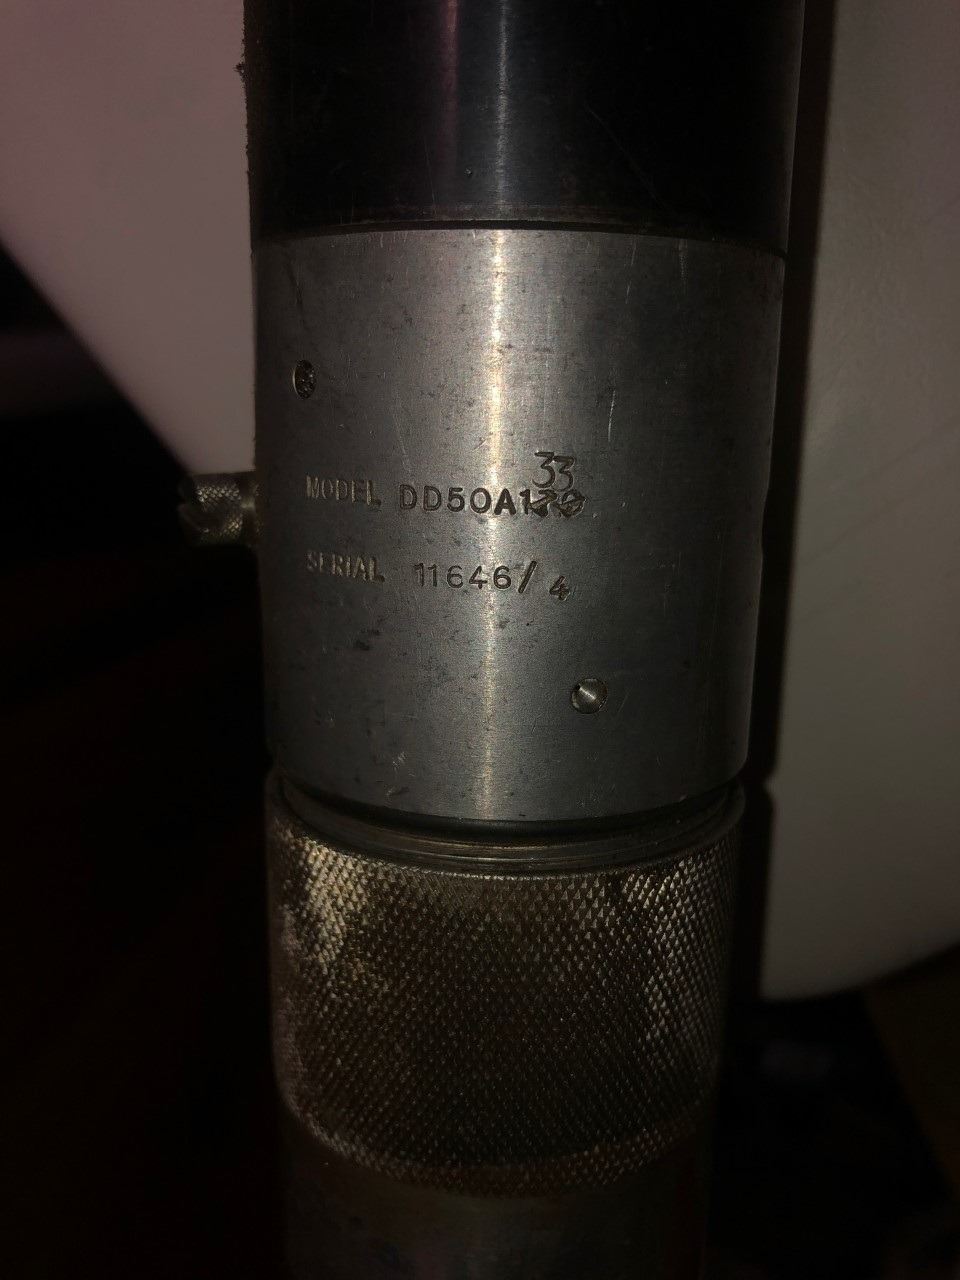 33
MODEL DD50A1
SERIAL 11646/4